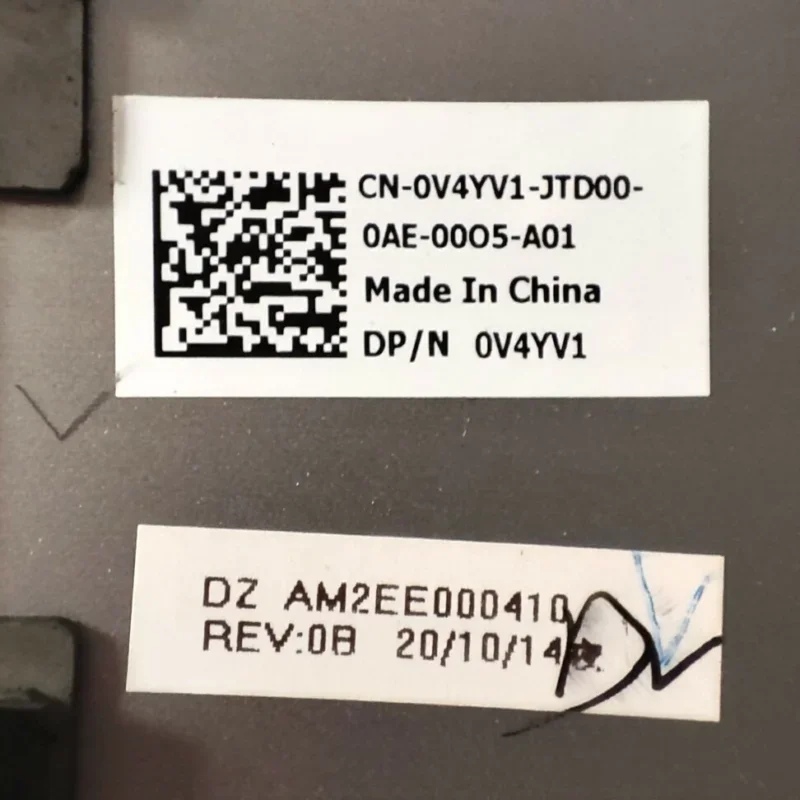 CN-0V4YV1-JTD00-
0AE-00O5-A01
Made In China
DP/N 0V4YV1
DZ AM2EE000410
REV:0B 20/10/14